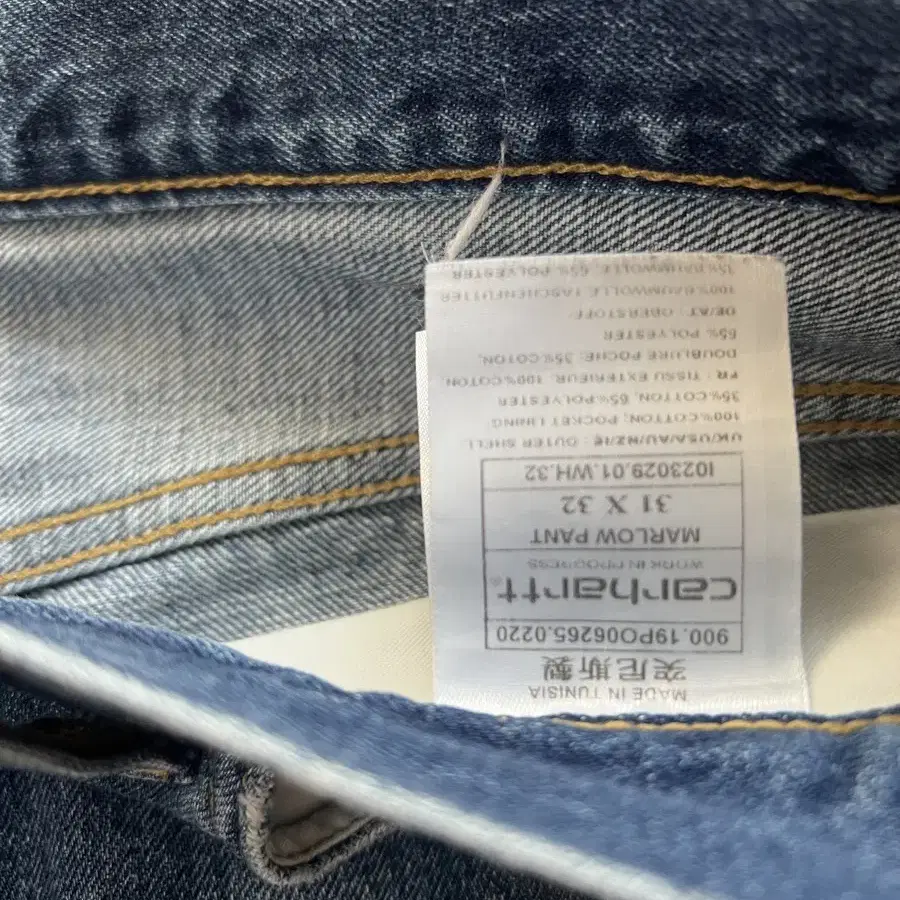 MADE IN TUNISIA
突尼斯製
900.19PO06265.0220
carhartt®
WORK IN PROGRESS
MARLOW PANT
31 X 32
I023029.01.WH.32
UK/USA/AU/NZ/IE: OUTER SHELL
100%COTTON, POCKET LINING
35%COTTON, 65%POLYESTER
FR: TISSU EXTERIEUR: 100%COTON
DOUBLURE POCHE: 35%COTON,
65% POLYESTER
DE/AT: OBERSTOFF:
100%BAUMWOLLE TASCHENFUTTER
35%BAUMWOLLE, 65% POLYESTER